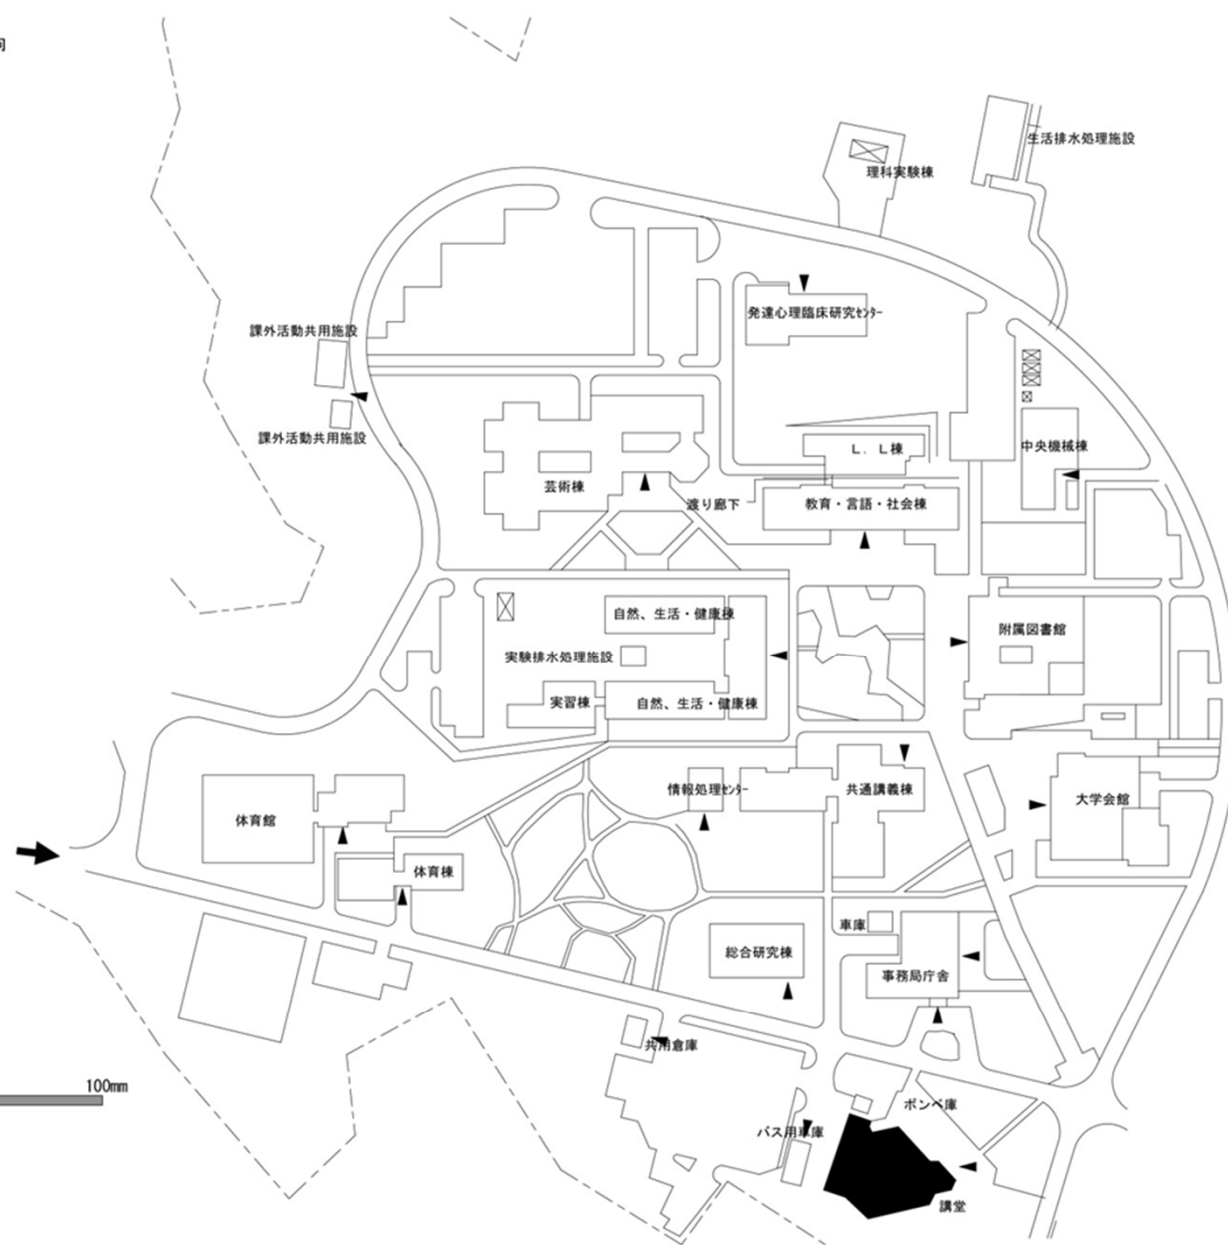 生活排水処理施設
理科実験棟
発達心理臨床研究ｾﾝﾀｰ
課外活動共用施設
課外活動共用施設
Ｌ．Ｌ棟
中央機械棟
芸術棟
渡り廊下
教育・言語・社会棟
自然、生活・健康棟
附属図書館
実験排水処理施設
実習棟
自然、生活・健康棟
情報処理ｾﾝﾀｰ
共通講義棟
大学会館
体育館
体育棟
車庫
総合研究棟
事務局庁舎
共用倉庫
100mm
ボンベ庫
バス用車庫
講堂